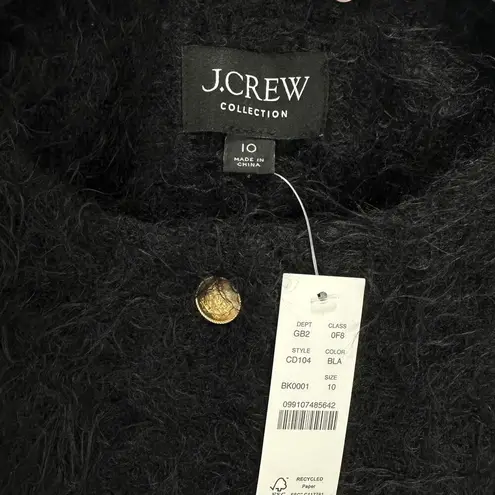 J.CREW
COLLECTION
10
MADE IN
CHINA
DEPT CLASS
GB2 0F8
STYLE COLOR
CD104 BLA
SIZE
BK0001 10
099107485642
RECYCLED
Paper